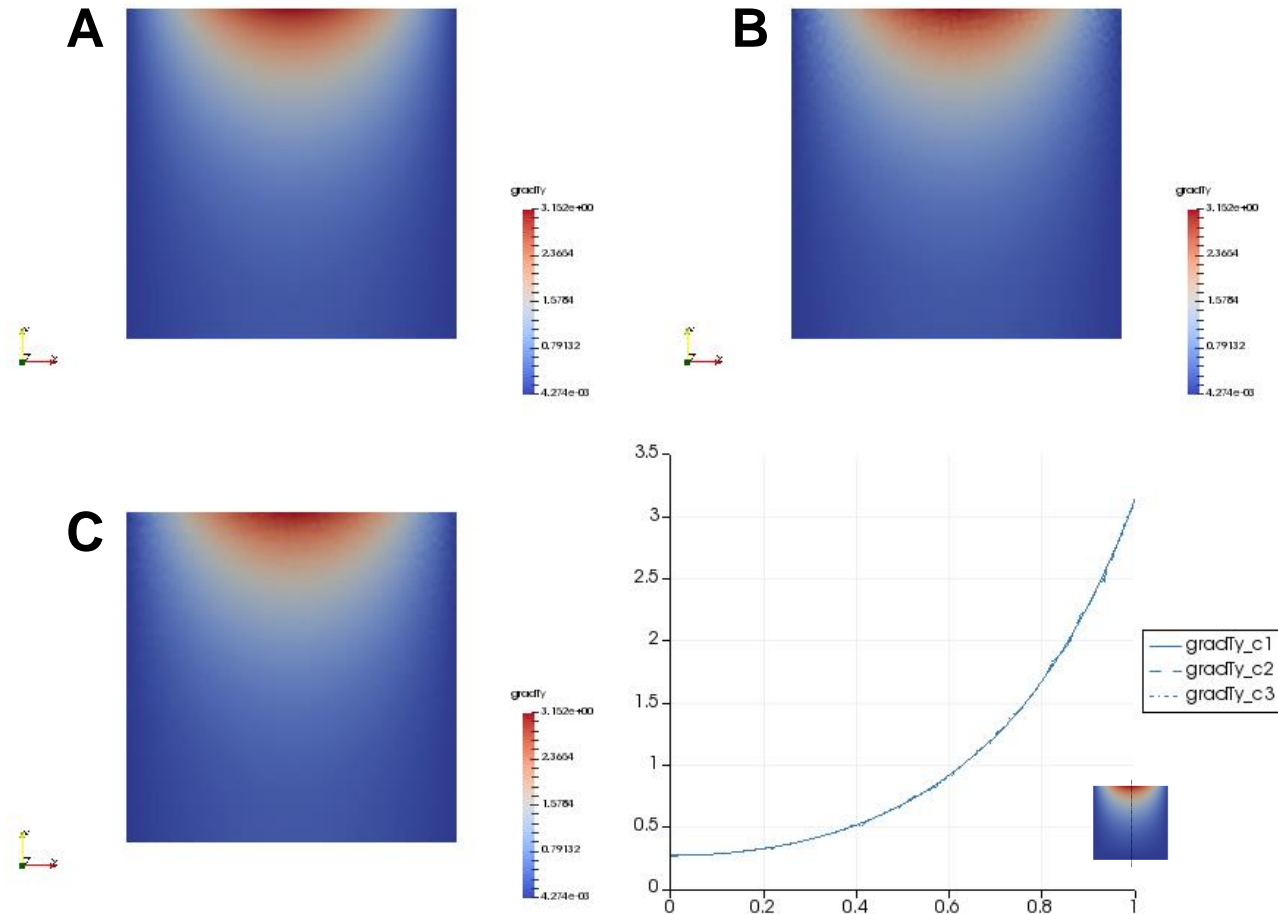 A
B
gradTy
3.152e+00
2.3664
1.5784
0.79132
4.274e-03
gradTy
3.152e+00
2.3664
1.5784
0.79132
4.274e-03
Y
Z
X
Y
Z
X
C
gradTy
3.152e+00
2.3664
1.5784
0.79132
4.274e-03
Y
Z
X
3.5
3
2.5
2
1.5
1
0.5
0
0
0.2
0.4
0.6
0.8
1
gradTy_c1
gradTy_c2
gradTy_c3